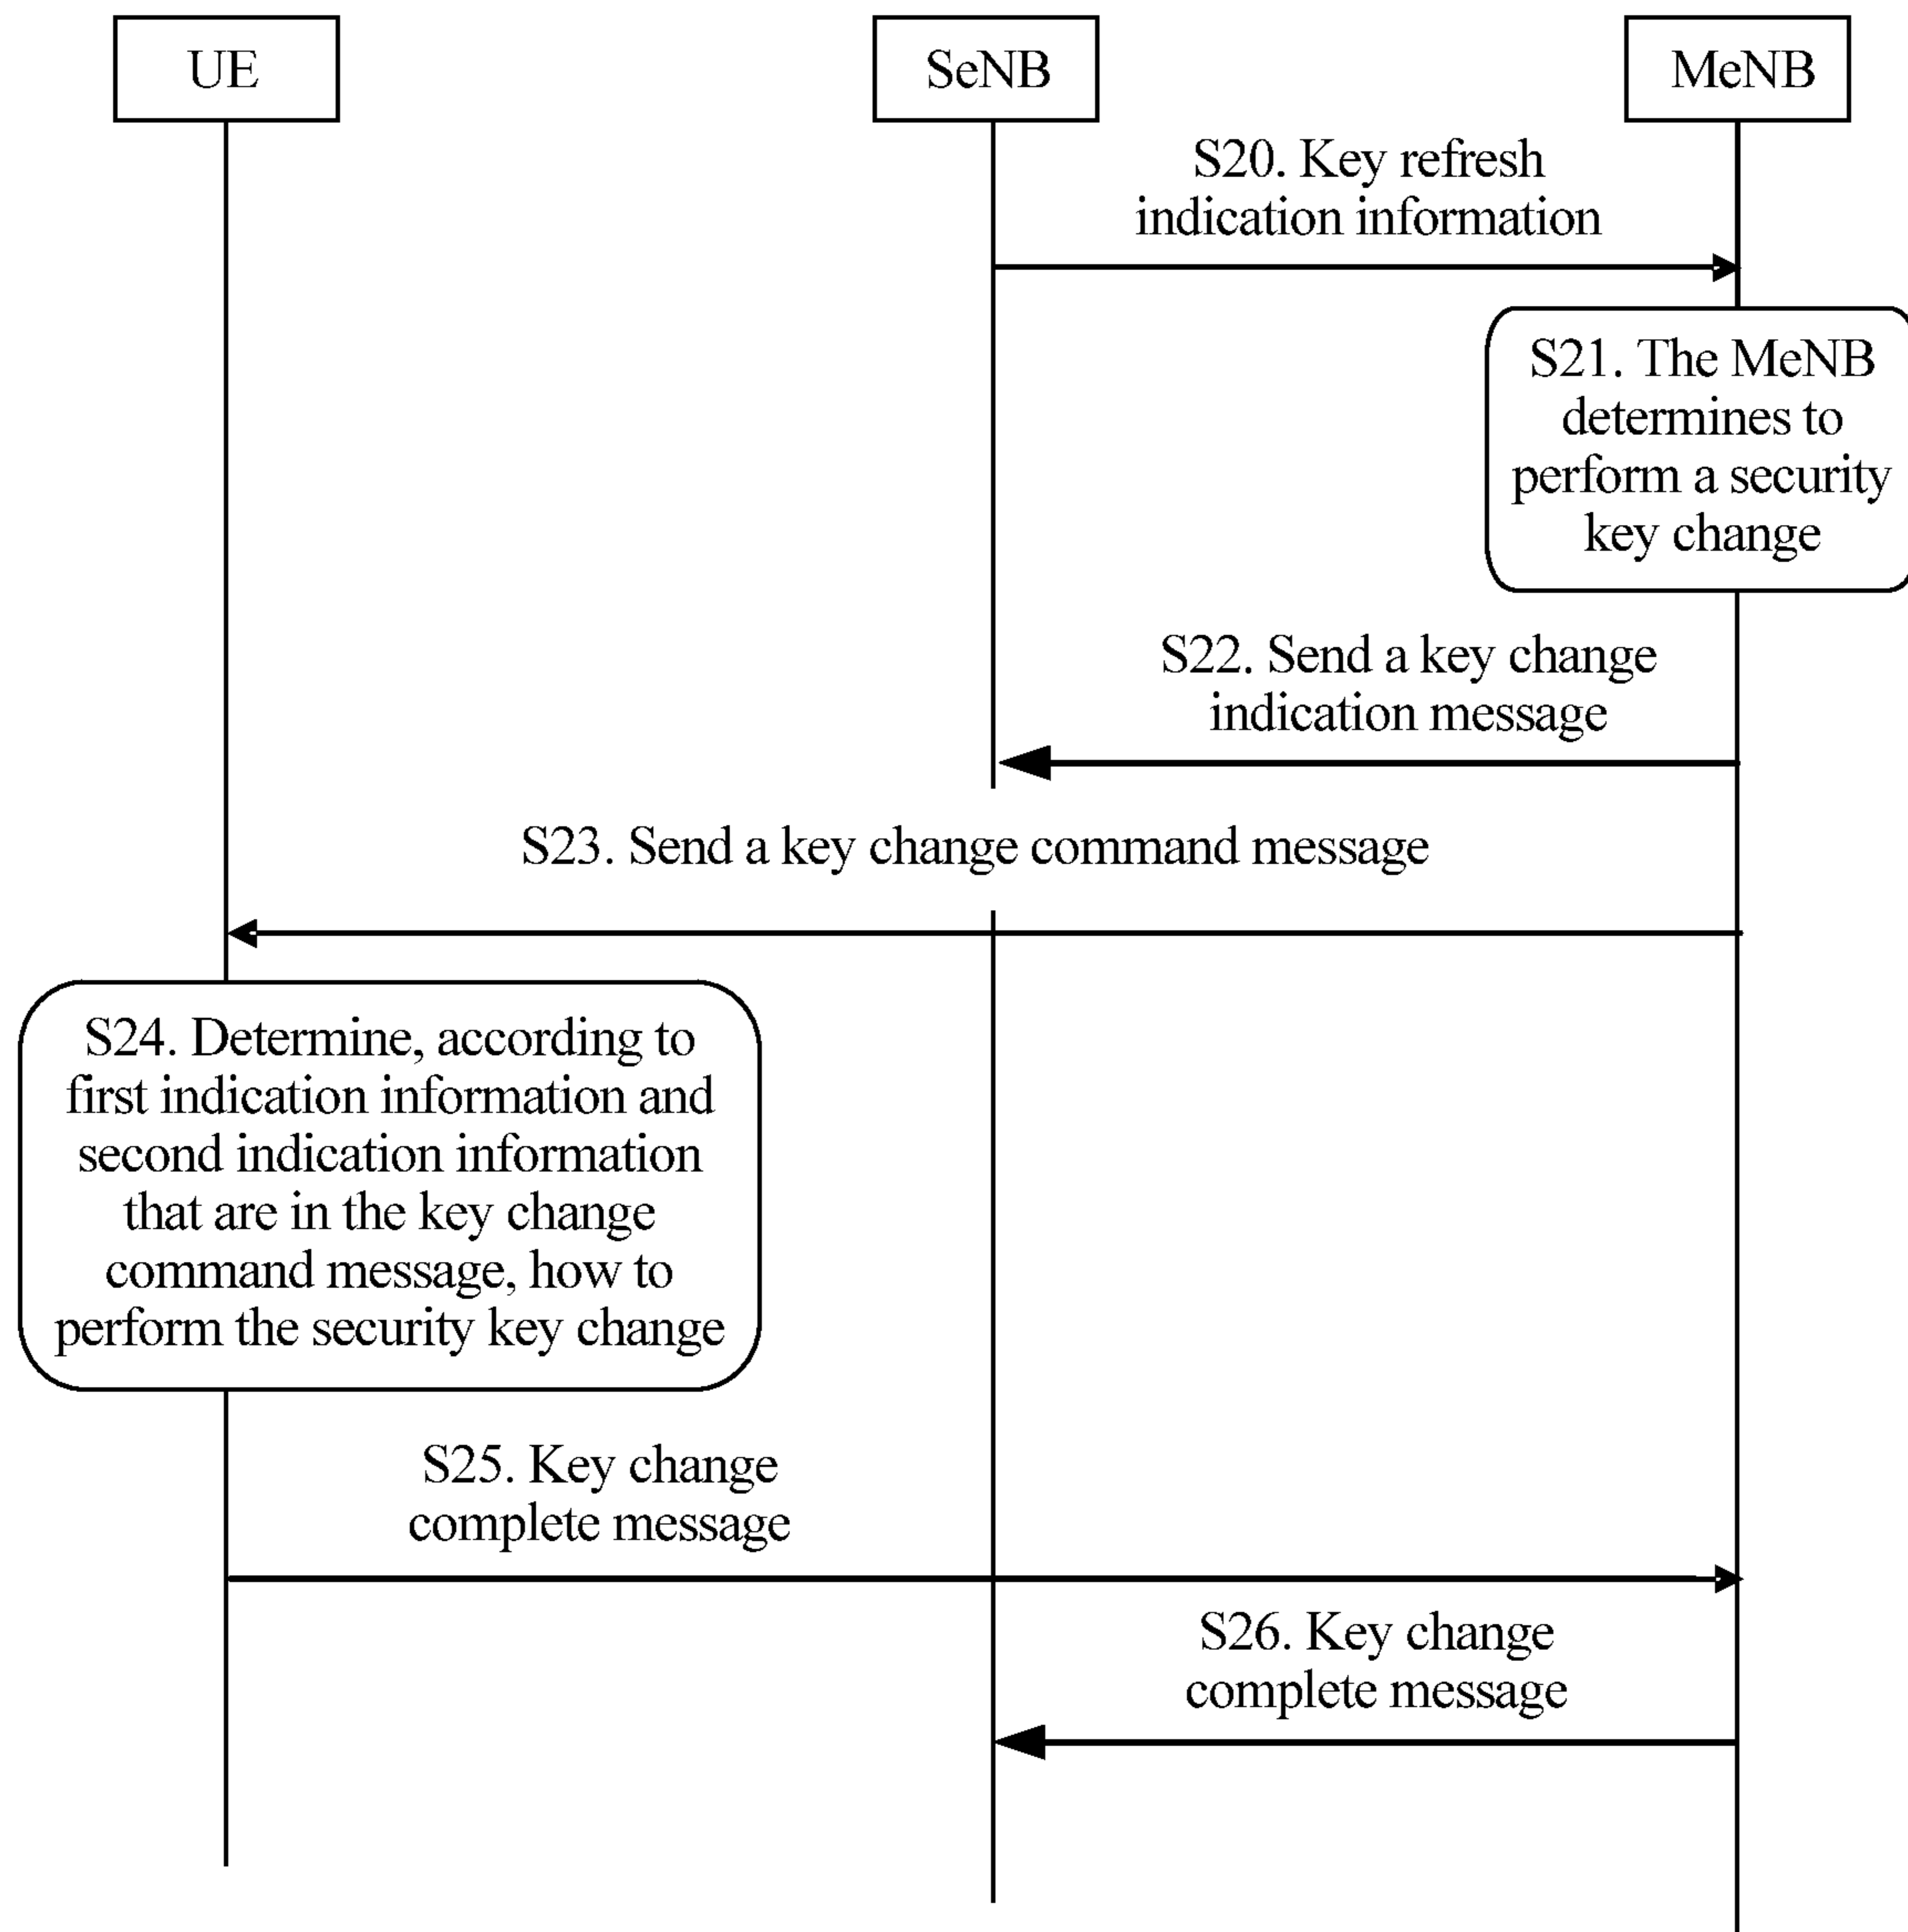 UE
SeNB
MeNB
S20. Key refresh
indication information
S21. The MeNB
determines to
perform a security
key change
S22. Send a key change
indication message
S23. Send a key change command message
S24. Determine, according to
first indication information and
second indication information
that are in the key change
command message, how to
perform the security key change
S25. Key change
complete message
S26. Key change
complete message